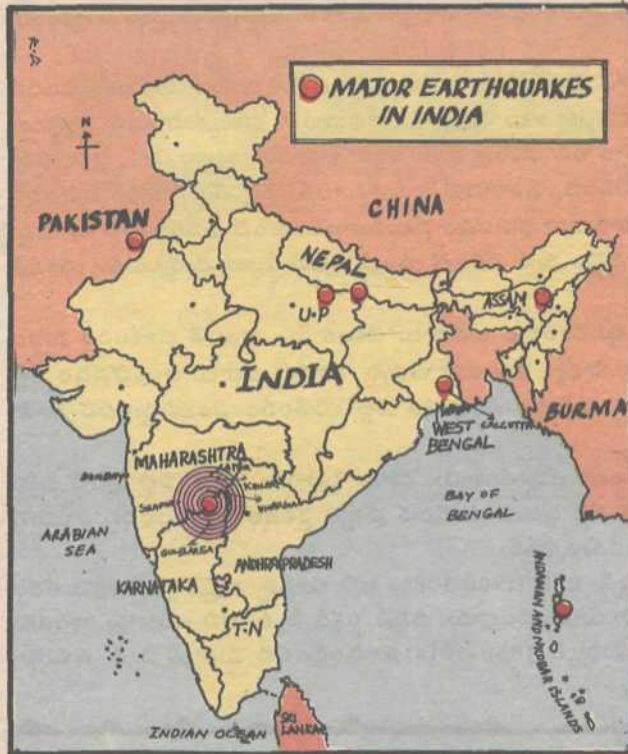 MAJOR EARTHQUAKES
IN INDIA
N
CHINA
PAKISTAN
NEPAL
U.P
ASSAM
INDIA
BURMA
CALCUTTA
WEST
BENGAL
MAHARASHTRA
BOMBAY
BAY OF
BENGAL
ARABIAN
SEA
GULBARGA
ANDHRA PRADESH
KARNATAKA
T.N
ANDAMAN AND NICOBAR ISLANDS
SRI
LANKA
INDIAN OCEAN